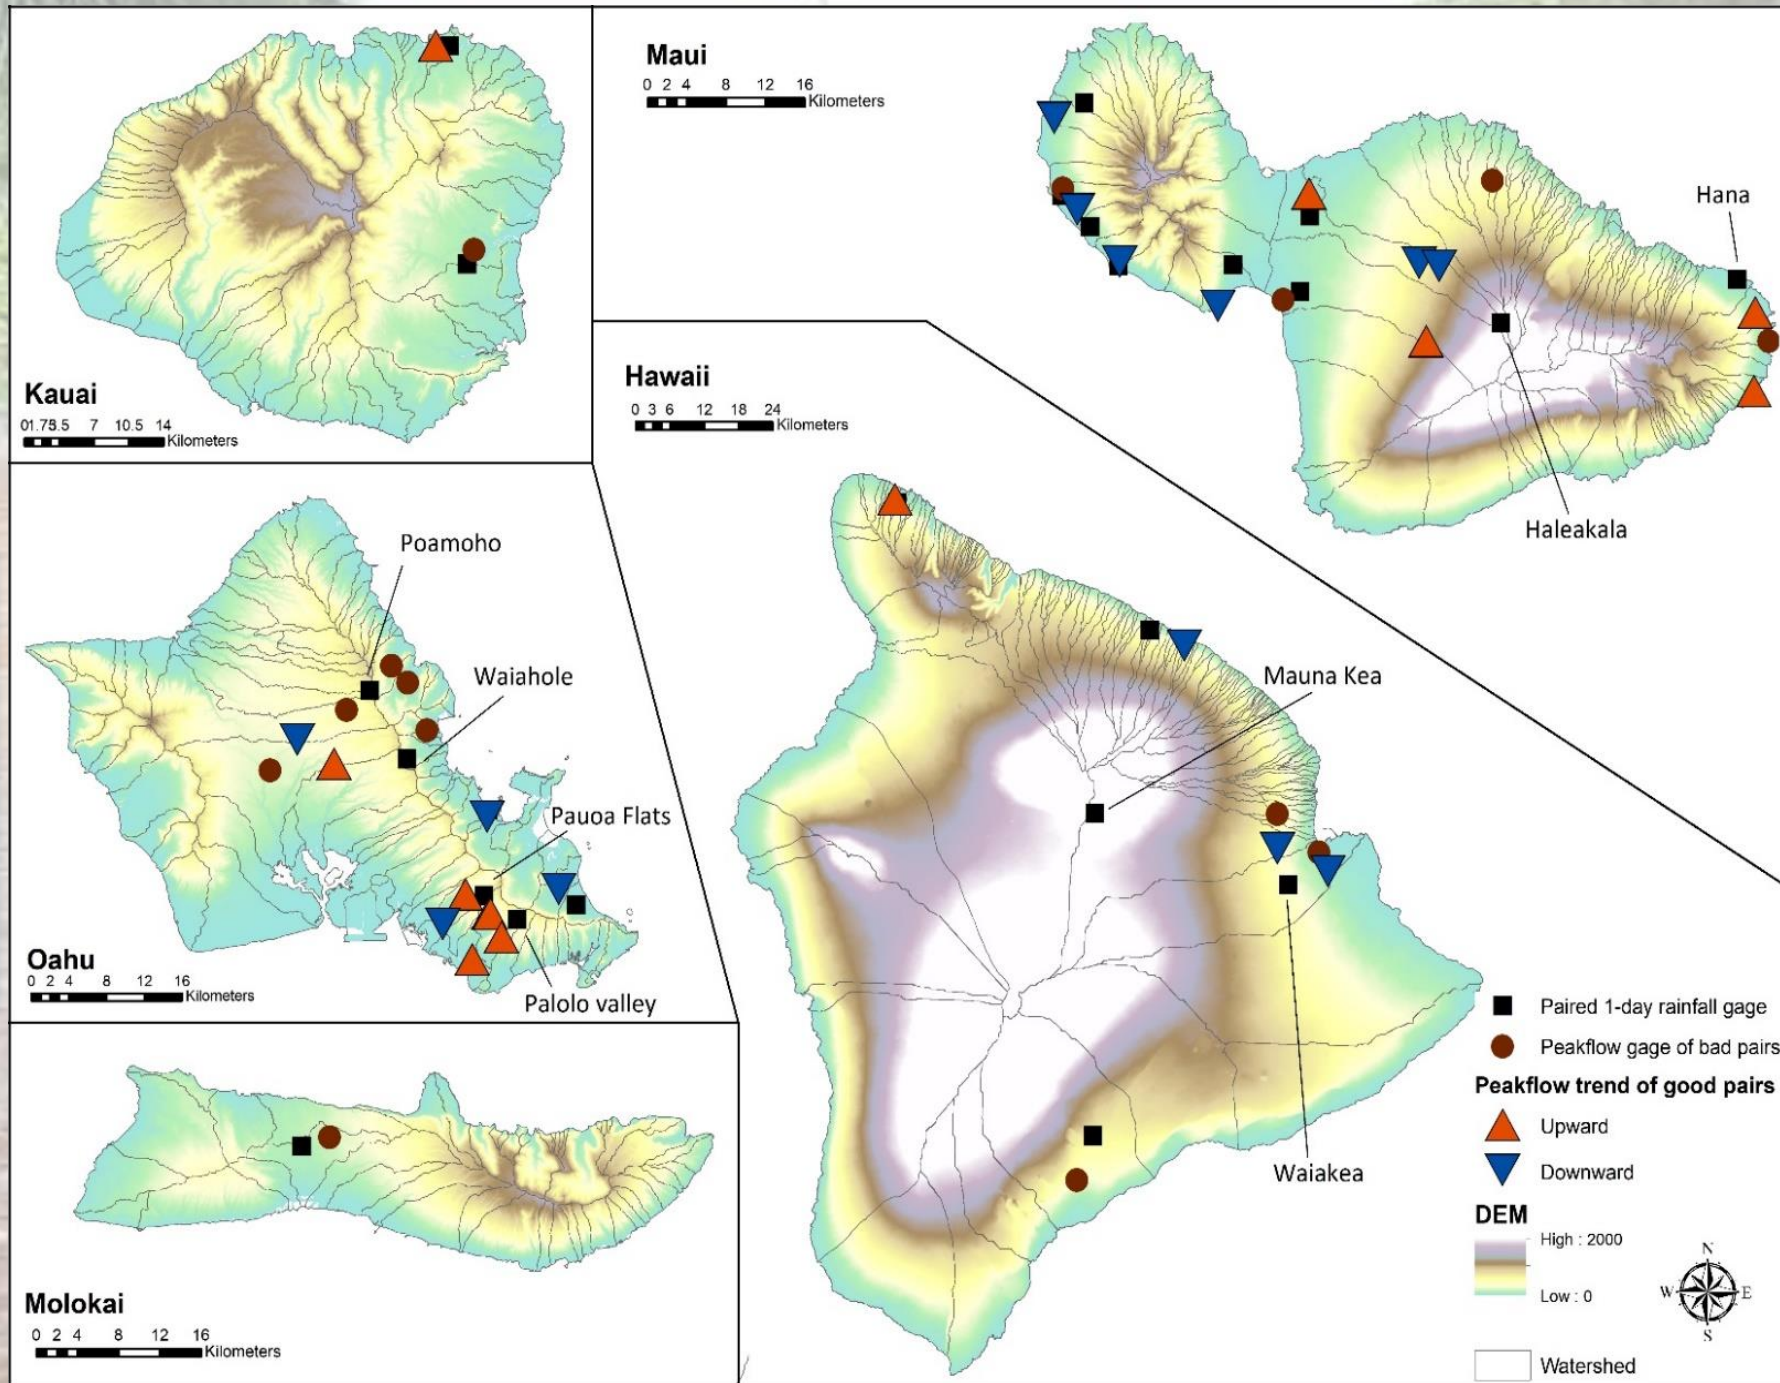 Kauai
01.753.5 7 10.5 14
Kilometers
Maui
0 2 4 8 12 16
Kilometers
Hana
Haleakala
Hawaii
0 3 6 12 18 24
Kilometers
Mauna Kea
Waiakea
Poamoho
Waiahole
Pauoa Flats
Palolo valley
Oahu
0 2 4 8 12 16
Kilometers
Molokai
0 2 4 8 12 16
Kilometers
Paired 1-day rainfall gage
Peakflow gage of bad pairs
Peakflow trend of good pairs
Upward
Downward
DEM
High : 2000
Low : 0
Watershed
N
W E
S